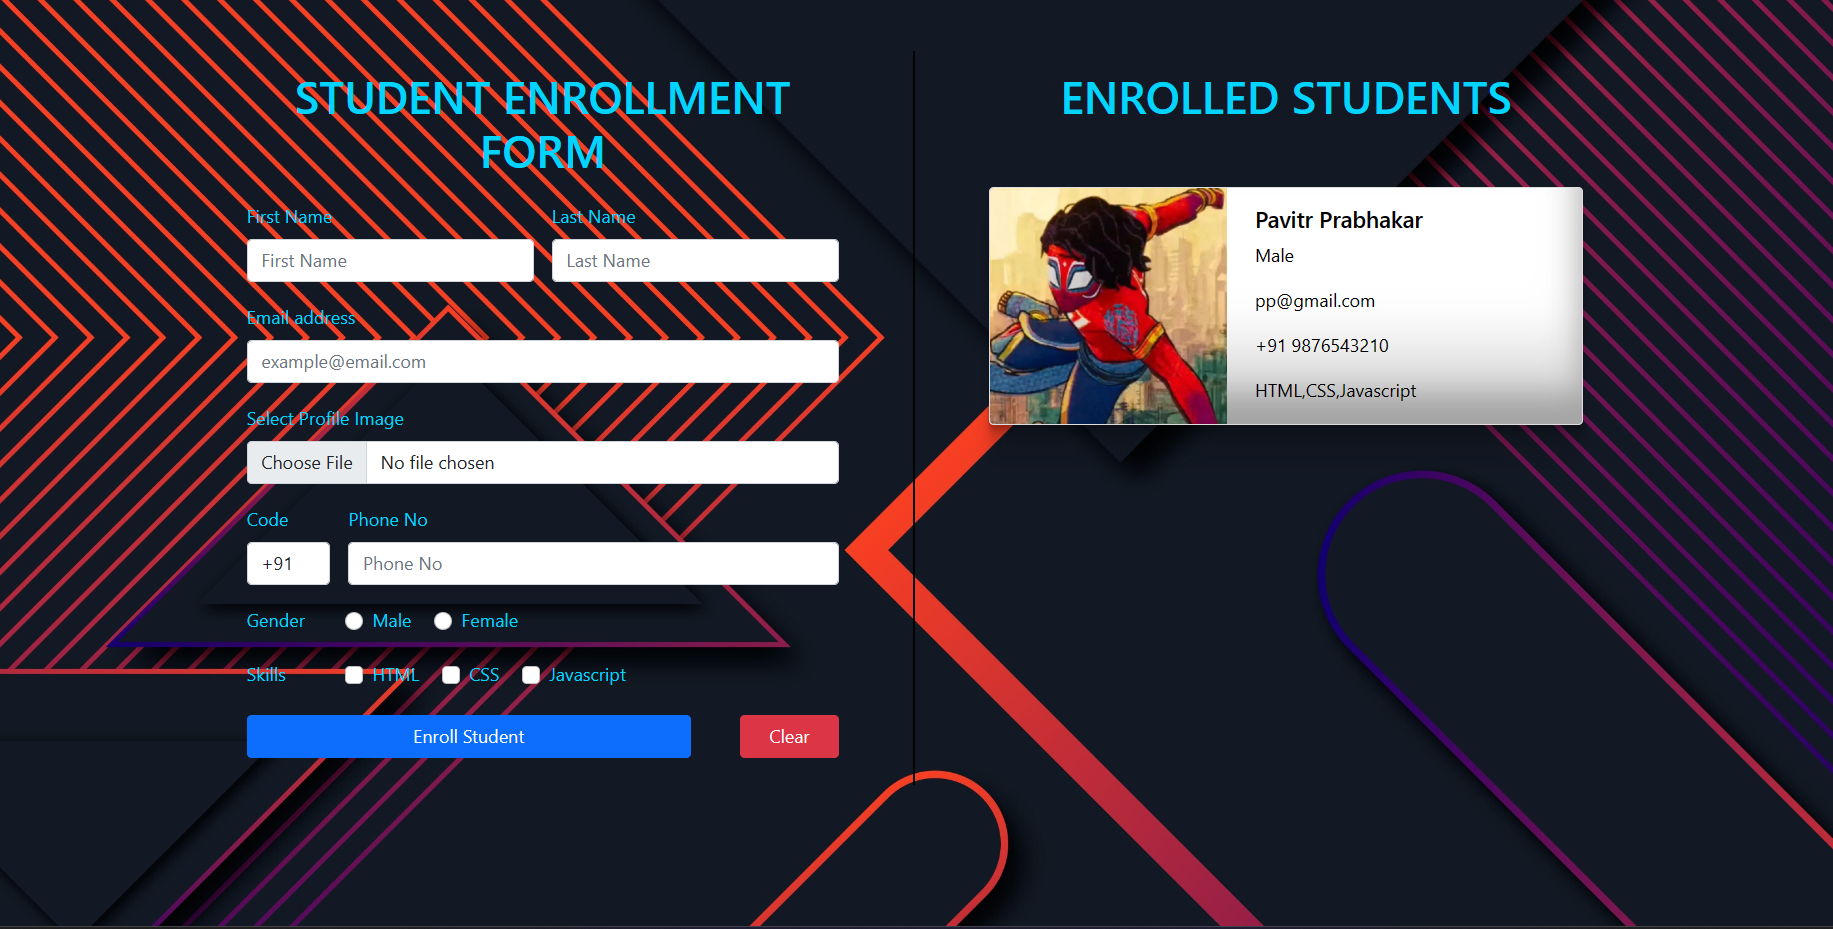 STUDENT ENROLLMENT
FORM
First Name
Last Name
First Name
Last Name
Email address
example@email.com
Select Profile Image
Choose File
No file chosen
Code
Phone No
+91
Phone No
Gender
Male
Female
Skills
HTML
CSS
Javascript
Enroll Student
Clear
ENROLLED STUDENTS
Pavitr Prabhakar
Male
pp@gmail.com
+91 9876543210
HTML,CSS,Javascript